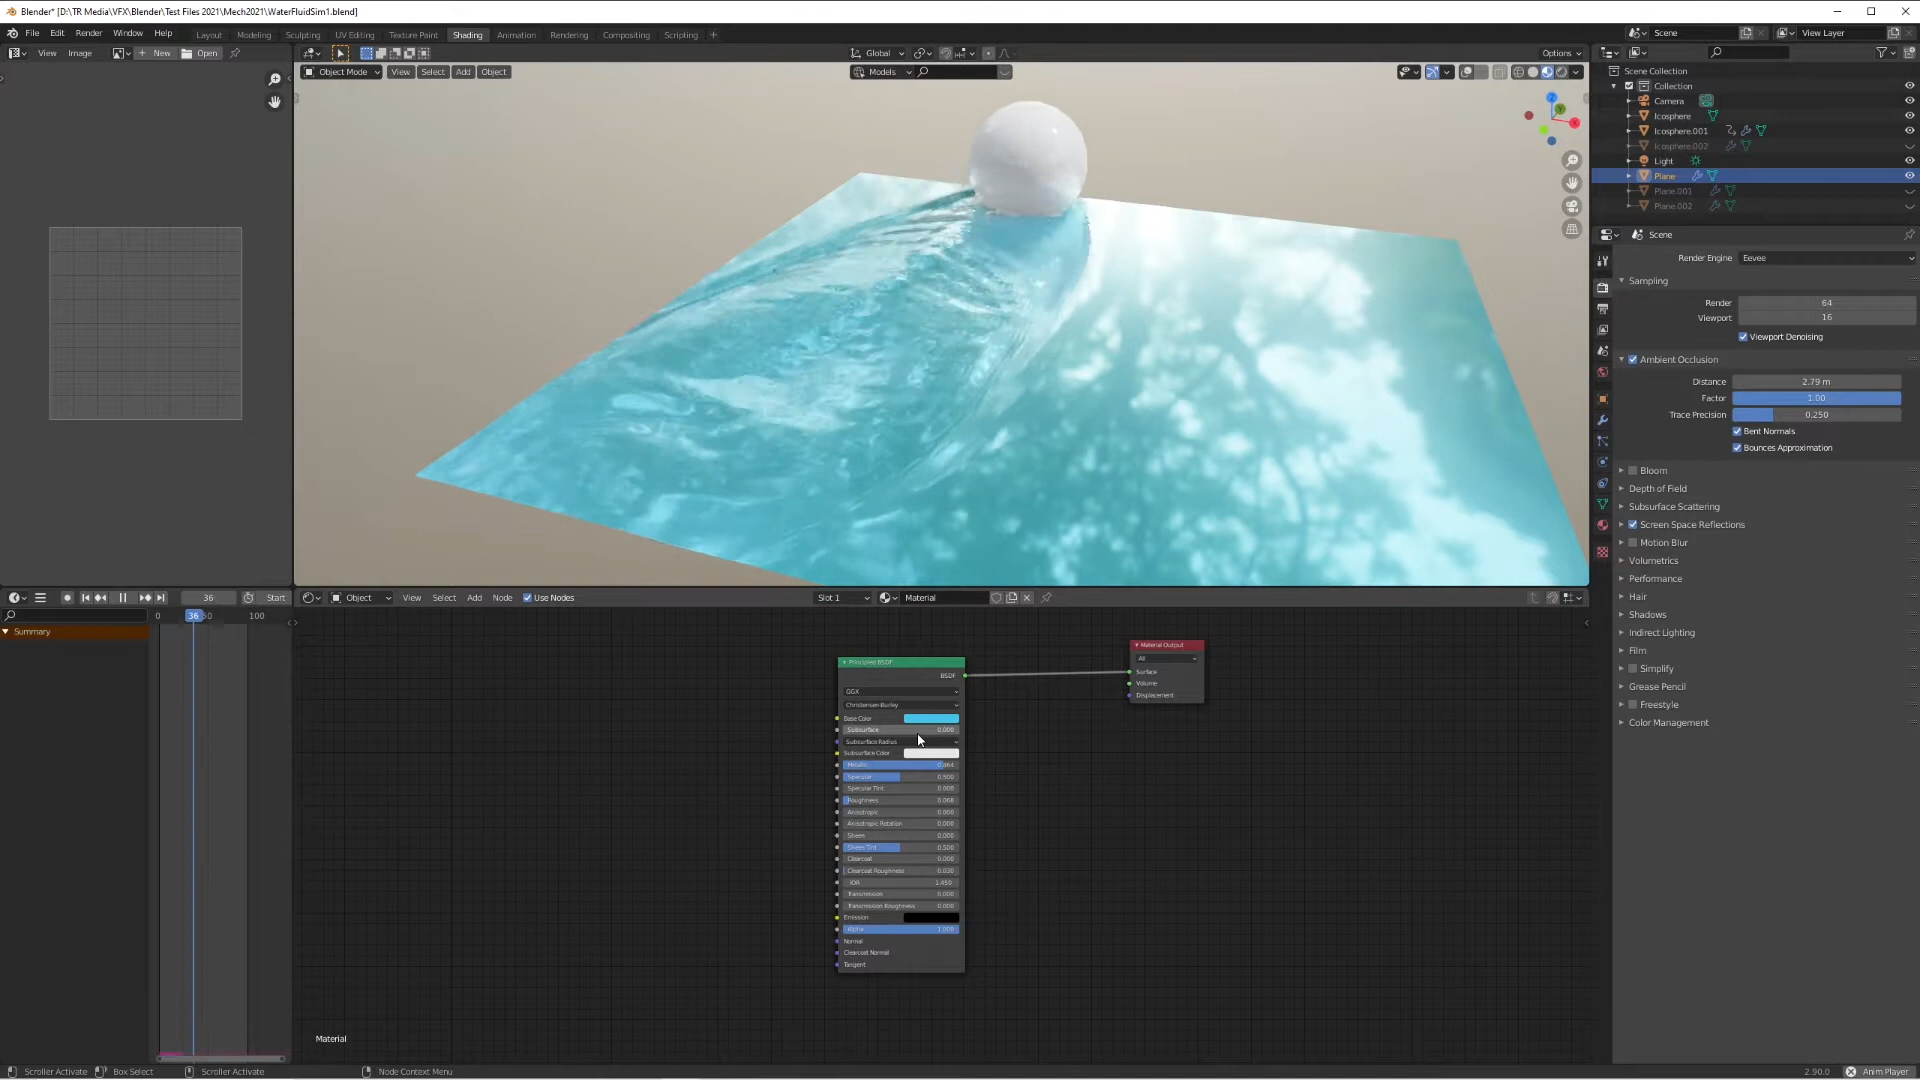 Blender* [D:\TR Media\VFX\Blender\Test Files 2021\Mech2021\WaterFluidSim1.blend]
File Edit Render Window Help Layout Modeling Sculpting UV Editing Texture Paint Shading Animation Rendering Compositing Scripting + Scene View Layer
View Image New Open Global Options
Object Mode View Select Add Object Models
Scene Collection
Collection
Camera
Icosphere
Icosphere.001
Icosphere.002
Light
Plane
Plane.001
Plane.002
Z
Y
X
Scene
Render Engine Eevee
Sampling
Render 64
Viewport 16
Viewport Denoising
Ambient Occlusion
Distance 2.79 m
Factor 1.00
Trace Precision 0.250
Bent Normals
Bounces Approximation
Bloom
Depth of Field
Subsurface Scattering
Screen Space Reflections
Motion Blur
Volumetrics
Performance
Hair
Shadows
Indirect Lighting
Film
Simplify
Grease Pencil
Freestyle
Color Management
36 Start
0 36 50 100
Summary
Object View Select Add Node Use Nodes Slot 1 Material
Principled BSDF
BSDF
GGX
Christensen-Burley
Base Color
Subsurface 0.000
Subsurface Radius
Subsurface Color
Metallic 0.864
Specular 0.500
Specular Tint 0.000
Roughness 0.068
Anisotropic 0.000
Anisotropic Rotation 0.000
Sheen 0.000
Sheen Tint 0.500
Clearcoat 0.000
Clearcoat Roughness 0.030
IOR 1.450
Transmission 0.000
Transmission Roughness 0.000
Emission
Alpha 1.000
Normal
Clearcoat Normal
Tangent
Material Output
All
Surface
Volume
Displacement
Material
Scroller Activate Box Select Scroller Activate Node Context Menu 2.90.0 Anim Player